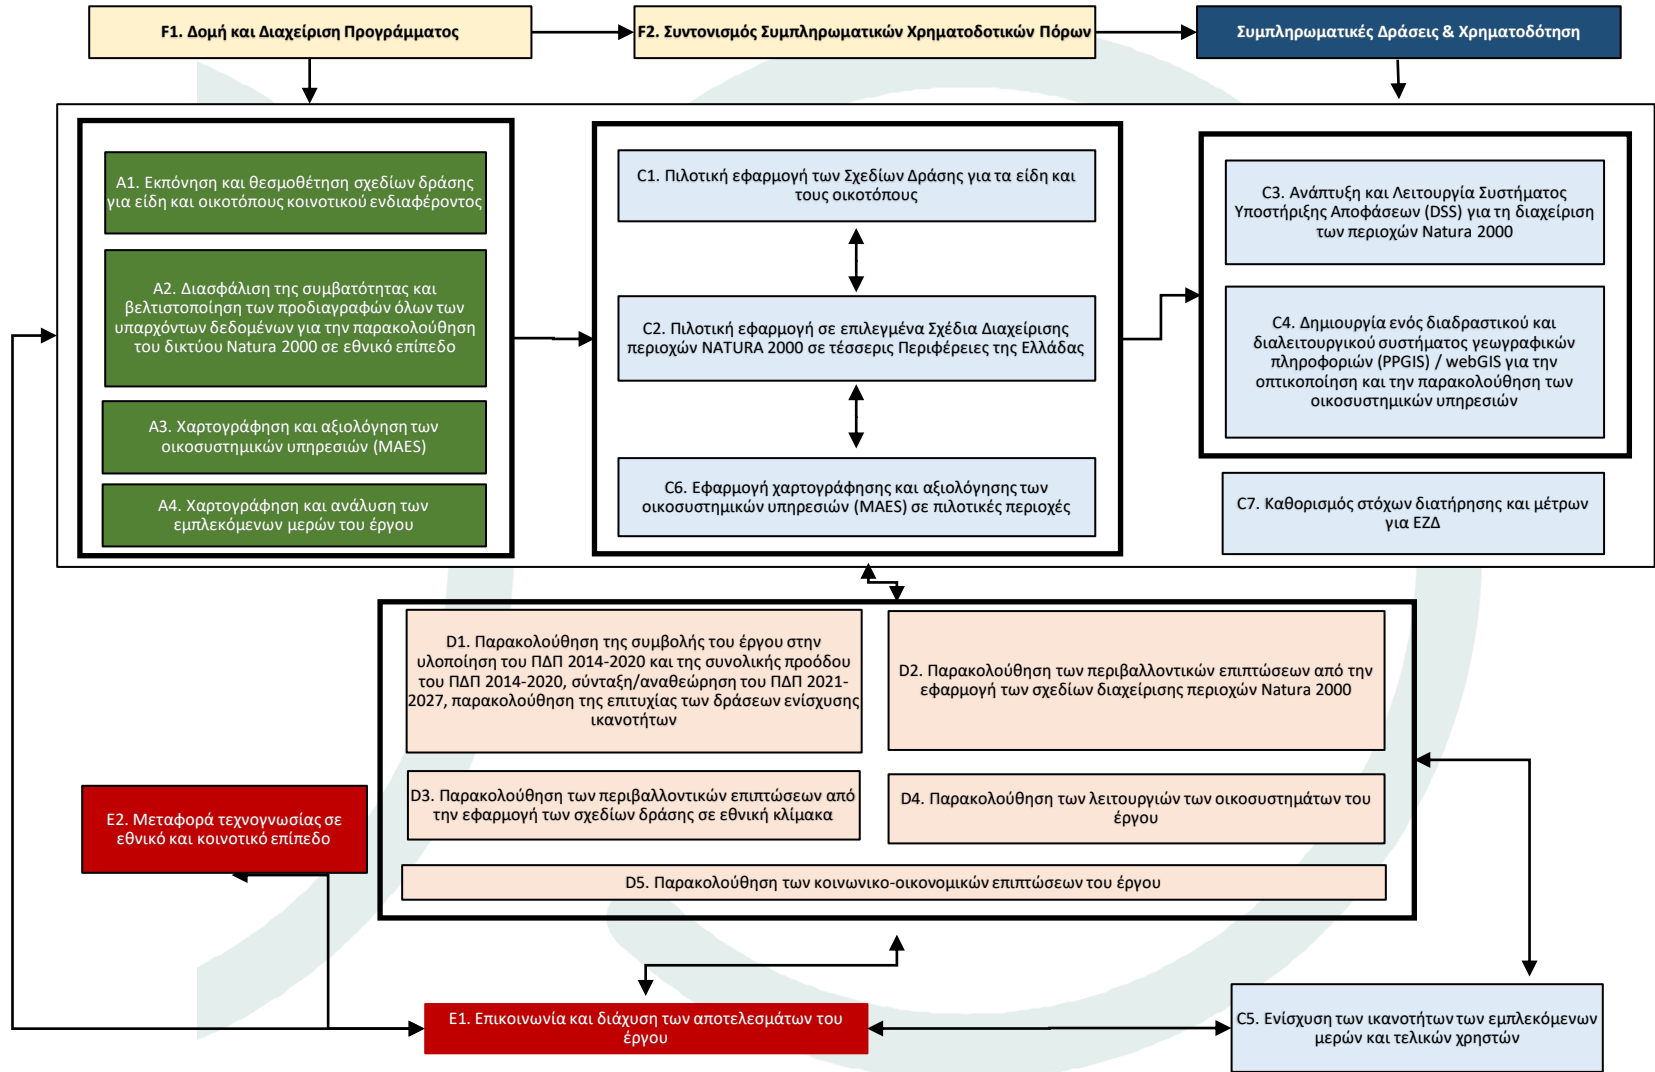 F1. Δομή και Διαχείριση Προγράμματος
F2. Συντονισμός Συμπληρωματικών Χρηματοδοτικών Πόρων
Συμπληρωματικές Δράσεις & Χρηματοδότηση
A1. Εκπόνηση και θεσμοθέτηση σχεδίων δράσης
για είδη και οικοτόπους κοινοτικού ενδιαφέροντος
A2. Διασφάλιση της συμβατότητας και
βελτιστοποίηση των προδιαγραφών όλων των
υπαρχόντων δεδομένων για την παρακολούθηση
του δικτύου Natura 2000 σε εθνικό επίπεδο
A3. Χαρτογράφηση και αξιολόγηση των
οικοσυστημικών υπηρεσιών (MAES)
A4. Χαρτογράφηση και ανάλυση των
εμπλεκόμενων μερών του έργου
C1. Πιλοτική εφαρμογή των Σχεδίων Δράσης για τα είδη και
τους οικοτόπους
C2. Πιλοτική εφαρμογή σε επιλεγμένα Σχέδια Διαχείρισης
περιοχών NATURA 2000 σε τέσσερις Περιφέρειες της Ελλάδας
C6. Εφαρμογή χαρτογράφησης και αξιολόγησης των
οικοσυστημικών υπηρεσιών (MAES) σε πιλοτικές περιοχές
C3. Ανάπτυξη και Λειτουργία Συστήματος
Υποστήριξης Αποφάσεων (DSS) για τη διαχείριση
των περιοχών Natura 2000
C4. Δημιουργία ενός διαδραστικού και
διαλειτουργικού συστήματος γεωγραφικών
πληροφοριών (PPGIS) / webGIS για την
οπτικοποίηση και την παρακολούθηση των
οικοσυστημικών υπηρεσιών
C7. Καθορισμός στόχων διατήρησης και μέτρων
για ΕΖΔ
D1. Παρακολούθηση της συμβολής του έργου στην
υλοποίηση του ΠΔΠ 2014-2020 και της συνολικής προόδου
του ΠΔΠ 2014-2020, σύνταξη/αναθεώρηση του ΠΔΠ 2021-
2027, παρακολούθηση της επιτυχίας των δράσεων ενίσχυσης
ικανοτήτων
D2. Παρακολούθηση των περιβαλλοντικών επιπτώσεων από την
εφαρμογή των σχεδίων διαχείρισης περιοχών Natura 2000
D3. Παρακολούθηση των περιβαλλοντικών επιπτώσεων από
την εφαρμογή των σχεδίων δράσης σε εθνική κλίμακα
D4. Παρακολούθηση των λειτουργιών των οικοσυστημάτων του
έργου
D5. Παρακολούθηση των κοινωνικο-οικονομικών επιπτώσεων του έργου
E2. Μεταφορά τεχνογνωσίας σε
εθνικό και κοινοτικό επίπεδο
E1. Επικοινωνία και διάχυση των αποτελεσμάτων του
έργου
C5. Ενίσχυση των ικανοτήτων των εμπλεκόμενων
μερών και τελικών χρηστών